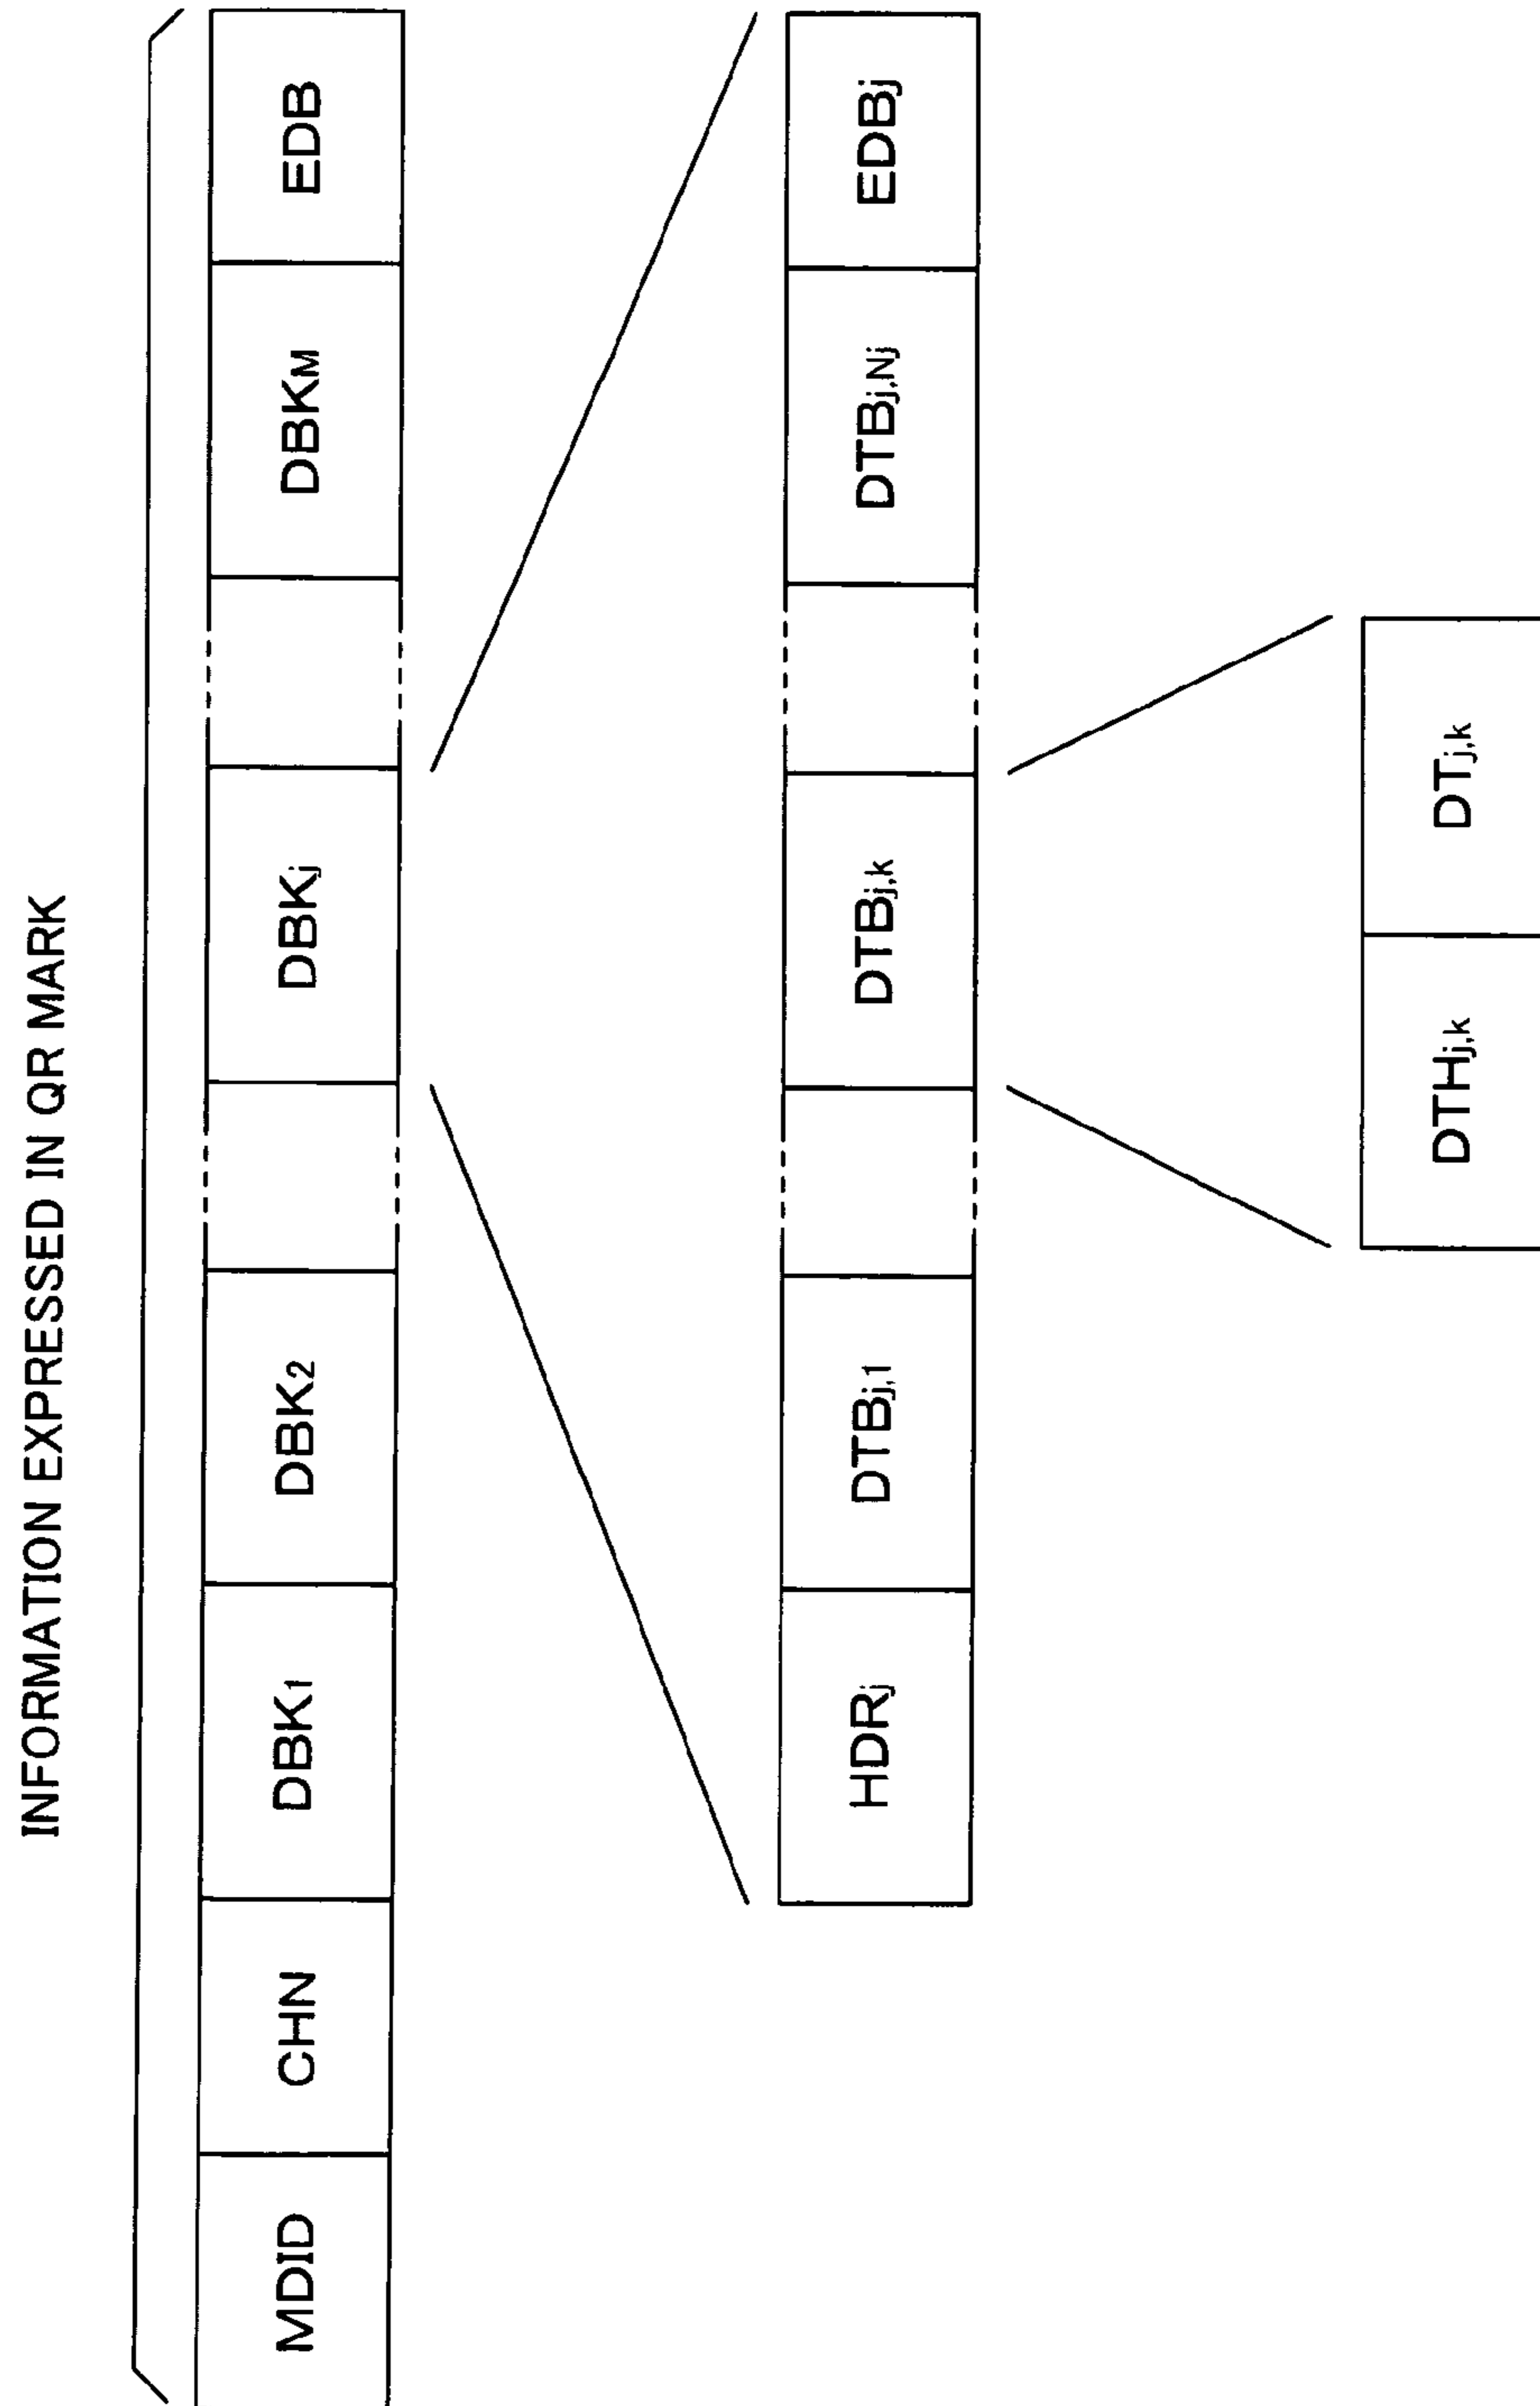 INFORMATION EXPRESSED IN QR MARK
MDID CHN DBK1 DBK2 DBKj DBKM EDB
HDRj DTBj,1 DTBj,k DTBj,Nj EDBj
DTHj,k DTj,k